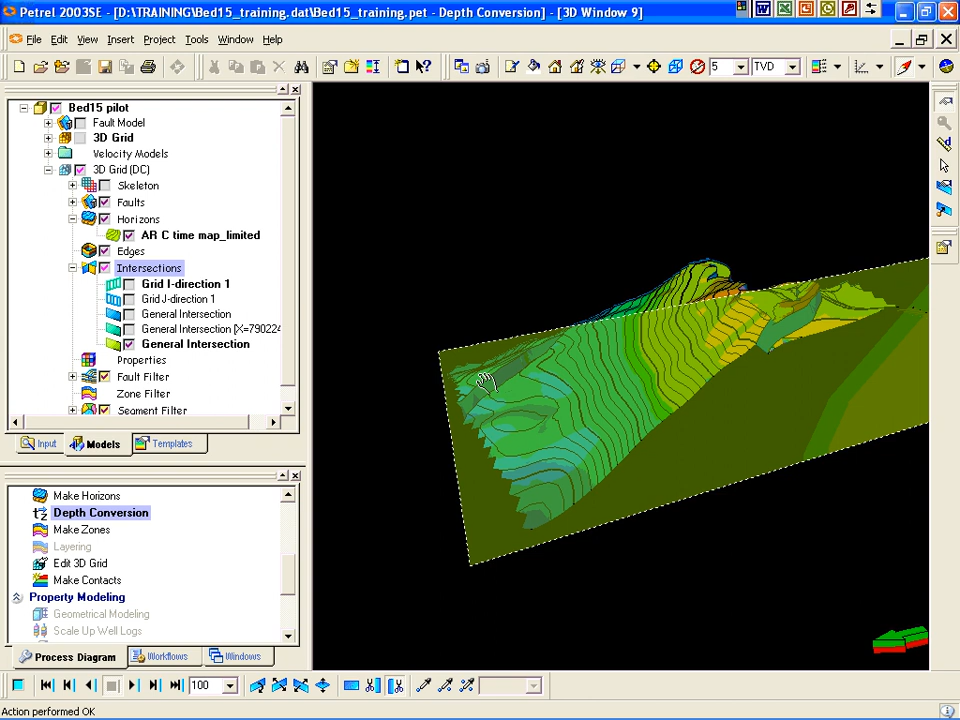 Petrel 2003SE - [D:\TRAINING\Bed15_training.dat\Bed15_training.pet - Depth Conversion] - [3D Window 9]
File Edit View Insert Project Tools Window Help
5 TVD
Bed15 pilot
Fault Model
3D Grid
Velocity Models
3D Grid (DC)
Skeleton
Faults
Horizons
AR C time map_limited
Edges
Intersections
Grid I-direction 1
Grid J-direction 1
General Intersection
General Intersection [X=790224
General Intersection
Properties
Fault Filter
Zone Filter
Segment Filter
Input Models Templates
Make Horizons
Depth Conversion
Make Zones
Layering
Edit 3D Grid
Make Contacts
Property Modeling
Geometrical Modeling
Scale Up Well Logs
Process Diagram Workflows Windows
100
Action performed OK